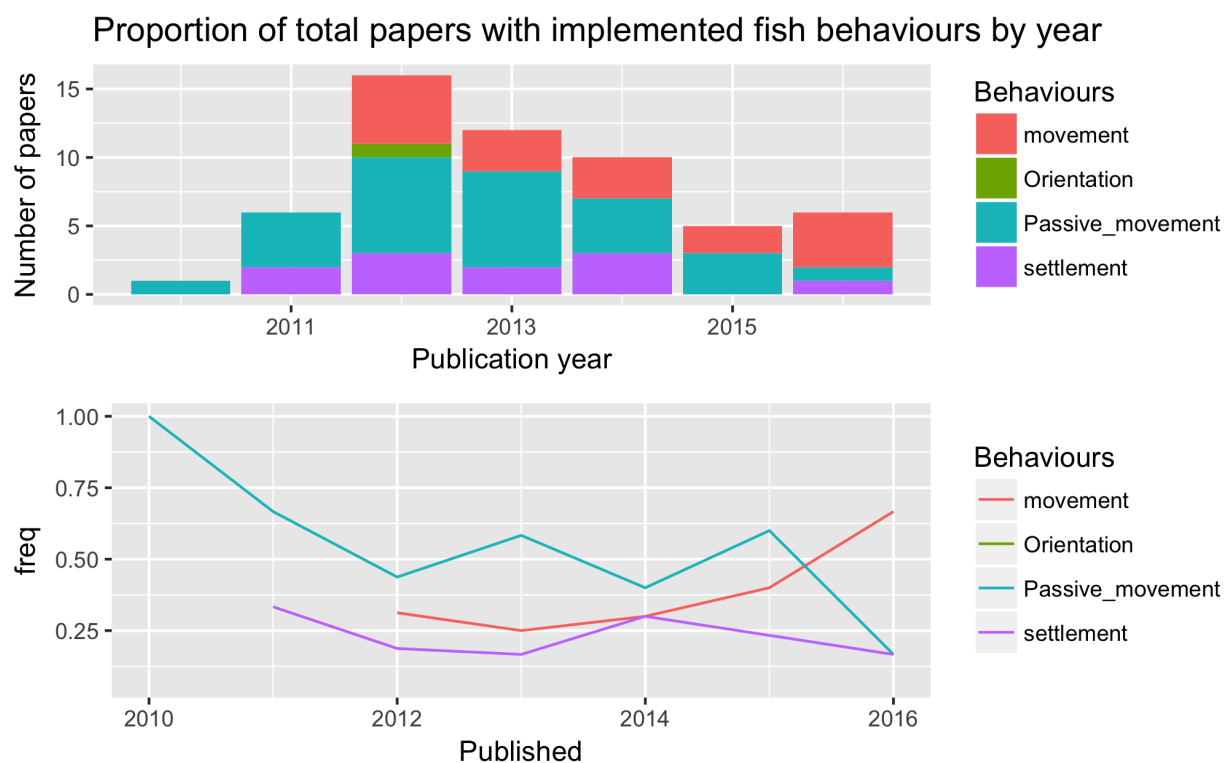 Proportion of total papers with implemented fish behaviours by year
Number of papers
15
10
5
0
2011
2013
2015
Publication year
Behaviours
movement
Orientation
Passive_movement
settlement
freq
1.00
0.75
0.50
0.25
2010
2012
2014
2016
Published
Behaviours
movement
Orientation
Passive_movement
settlement